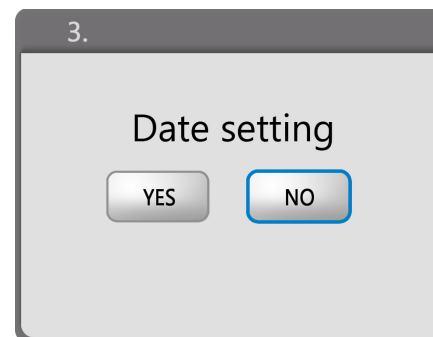 3.
Date setting
YES NO